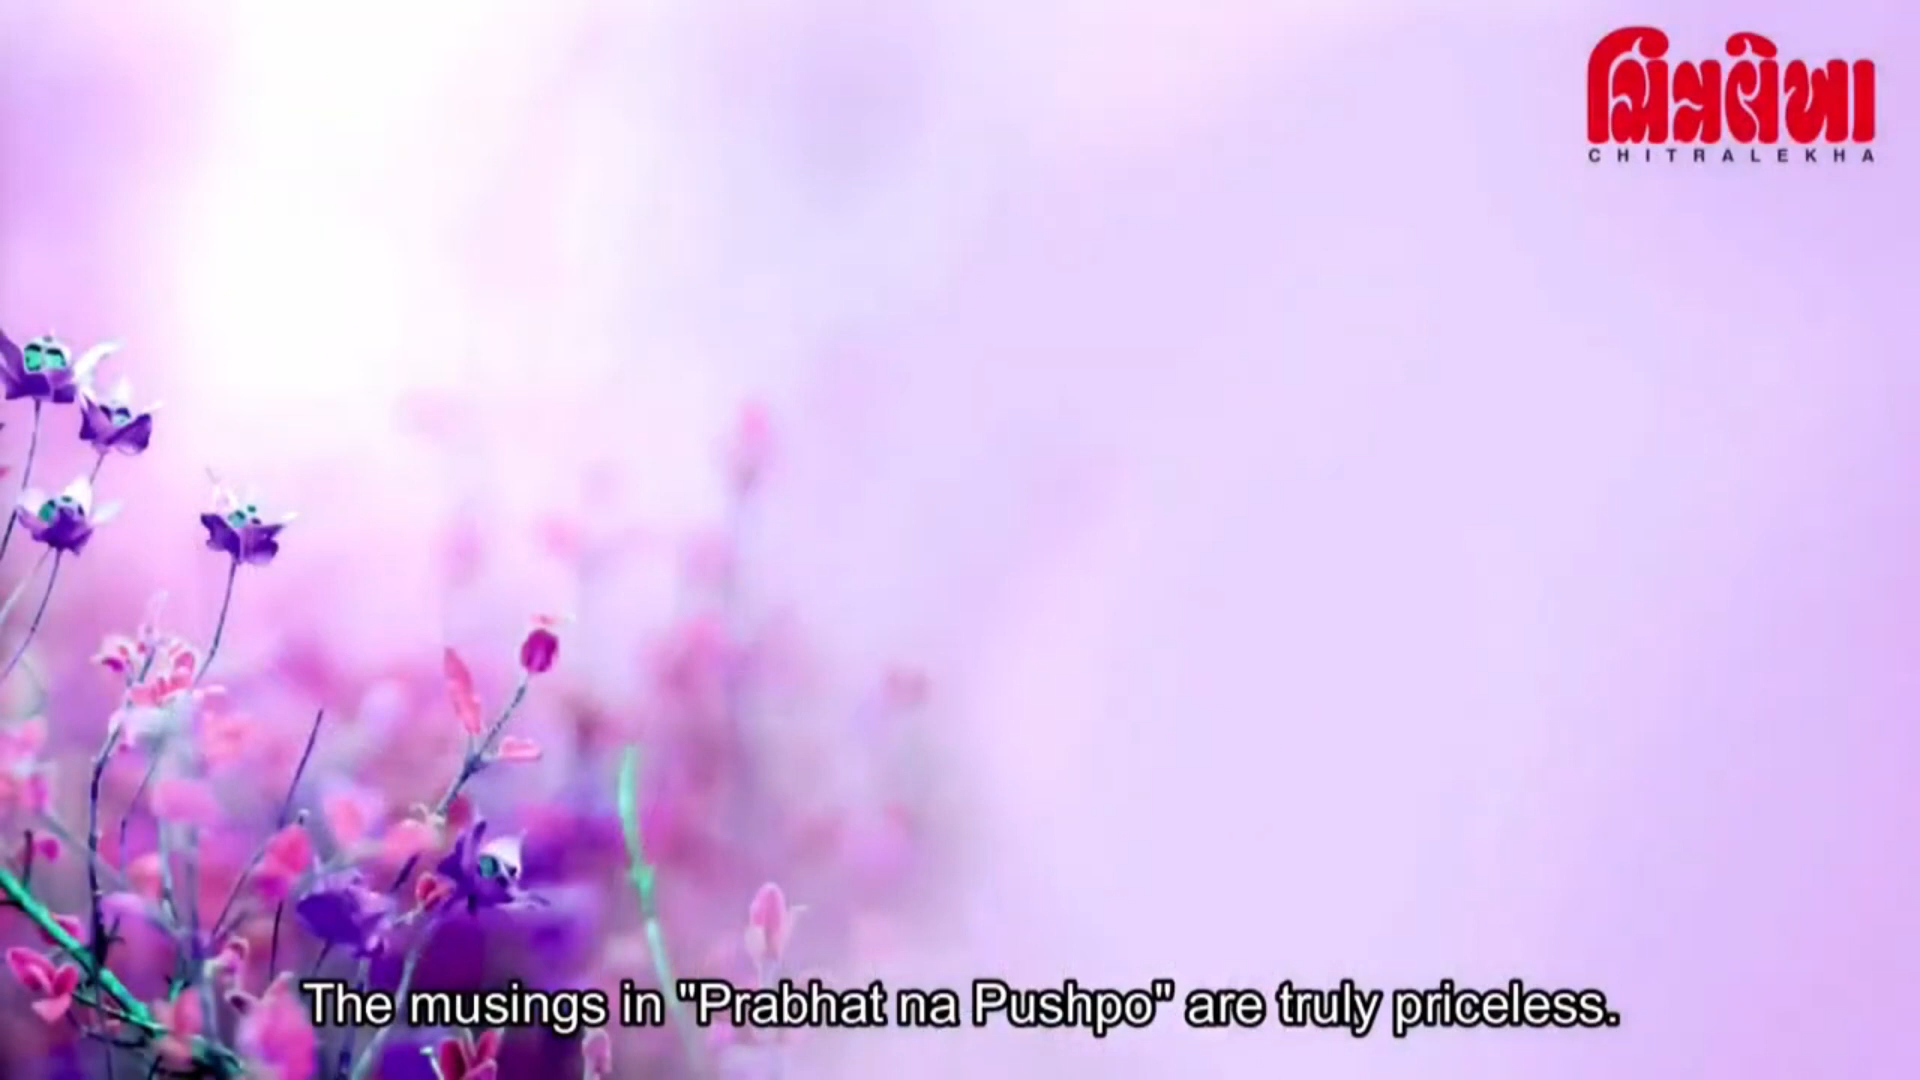 ચિત્રલેખા
CHITRALEKHA
The musings in "Prabhat na Pushpo" are truly priceless.